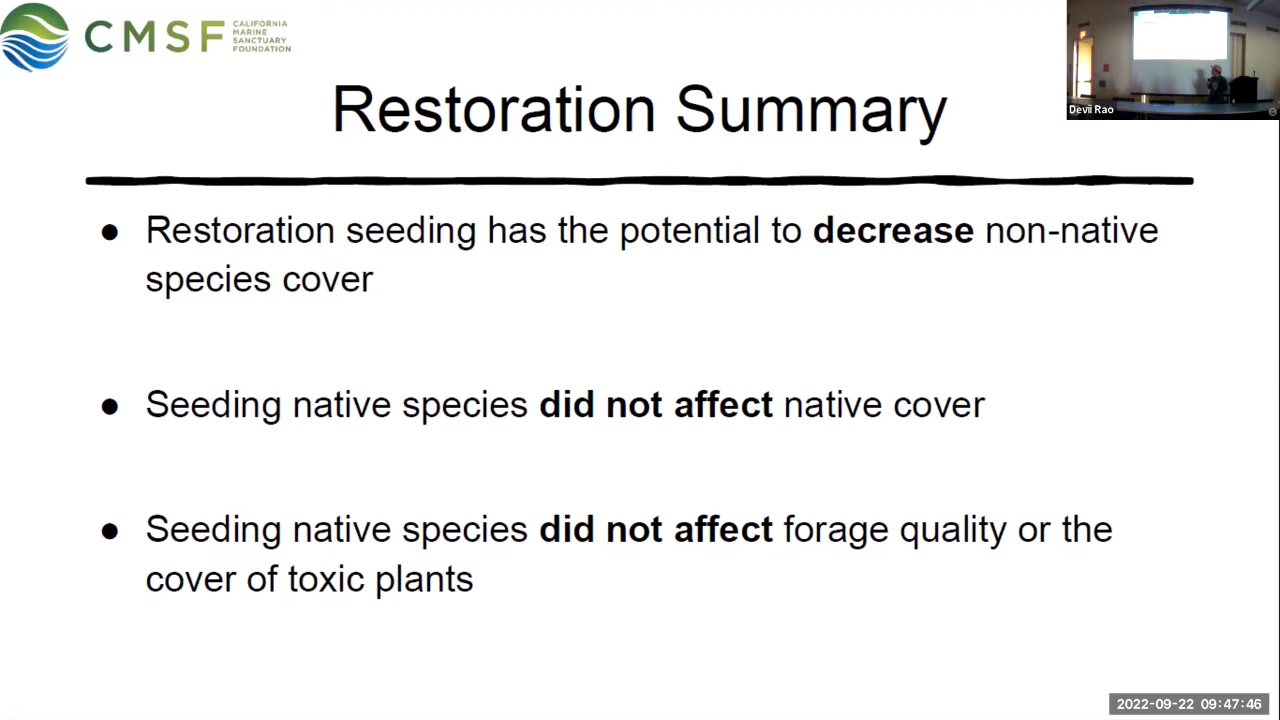 CMSF
CALIFORNIA
MARINE
SANCTUARY
FOUNDATION
Devii Rao
Restoration Summary
● Restoration seeding has the potential to decrease non-native
species cover
● Seeding native species did not affect native cover
● Seeding native species did not affect forage quality or the
cover of toxic plants
2022-09-22 09:47:46